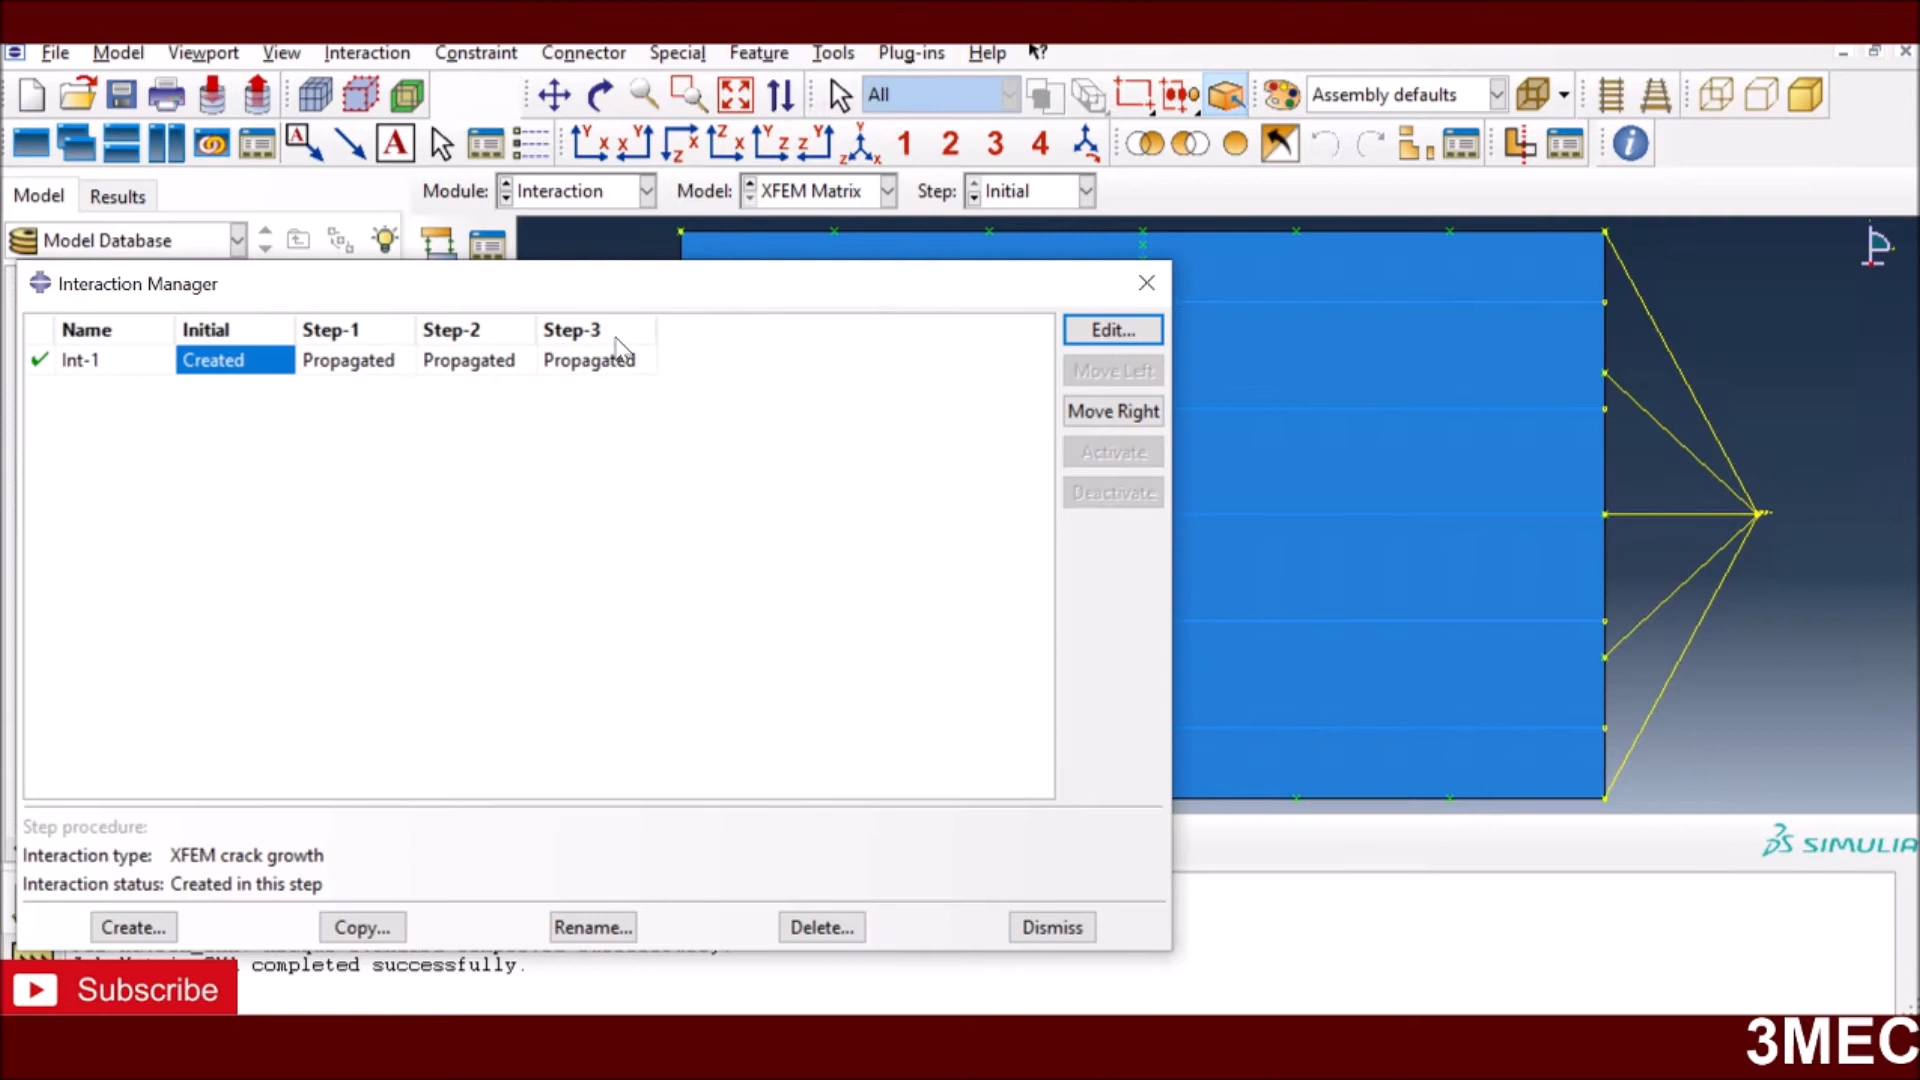 File Model Viewport View Interaction Constraint Connector Special Feature Tools Plug-ins Help
All Assembly defaults
A A 1 2 3 4
Model Results Module: Interaction Model: XFEM Matrix Step: Initial
Model Database
Interaction Manager
Name Initial Step-1 Step-2 Step-3 Edit...
Int-1 Created Propagated Propagated Propagated Move Left
Move Right
Activate
Deactivate
Step procedure:
Interaction type: XFEM crack growth
Interaction status: Created in this step
Create... Copy... Rename... Delete... Dismiss
completed successfully.
Subscribe
SIMULIA
3MEC